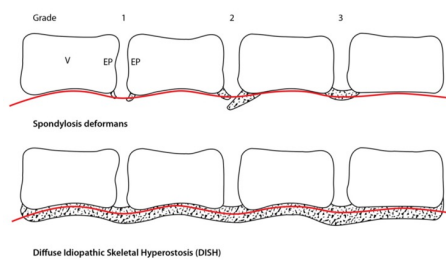 Grade 1 2 3
V EP EP
Spondylosis deformans
Diffuse Idiopathic Skeletal Hyperostosis (DISH)